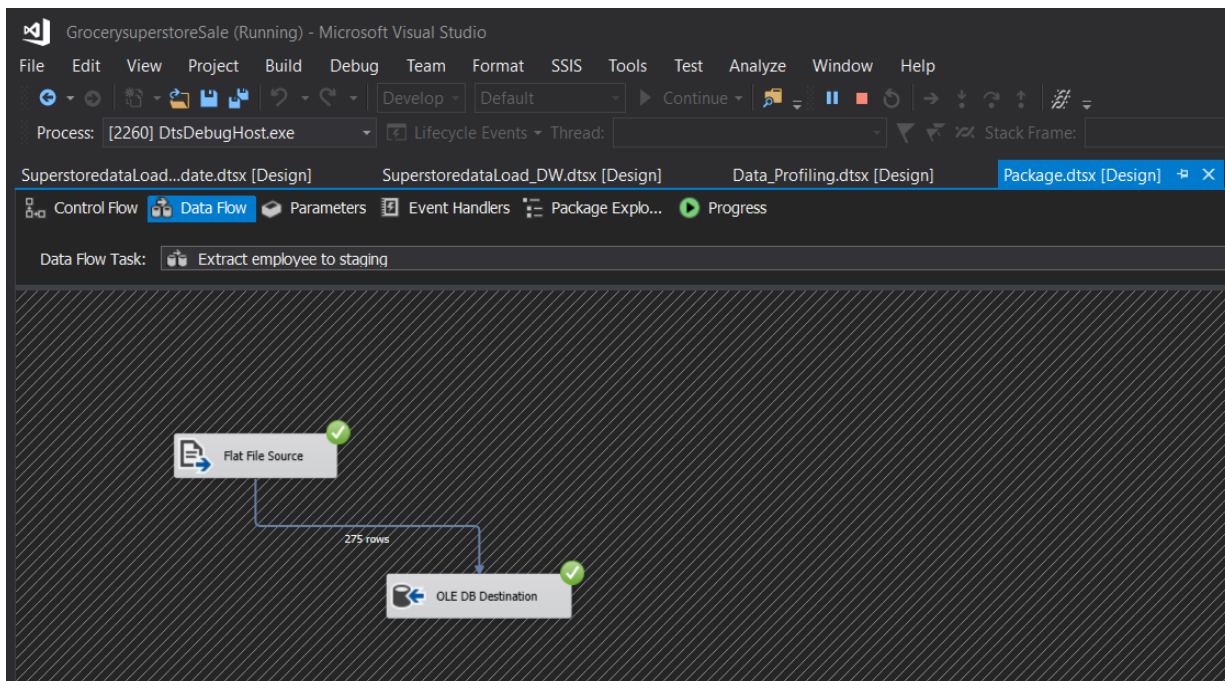 GrocerysuperstoreSale (Running) - Microsoft Visual Studio
File Edit View Project Build Debug Team Format SSIS Tools Test Analyze Window Help
Develop Default Continue
Process: [2260] DtsDebugHost.exe Lifecycle Events Thread: Stack Frame:
SuperstoredataLoad...date.dtsx [Design] SuperstoredataLoad_DW.dtsx [Design] Data_Profiling.dtsx [Design] Package.dtsx [Design]
Control Flow Data Flow Parameters Event Handlers Package Explo... Progress
Data Flow Task: Extract employee to staging
Flat File Source
275 rows
OLE DB Destination